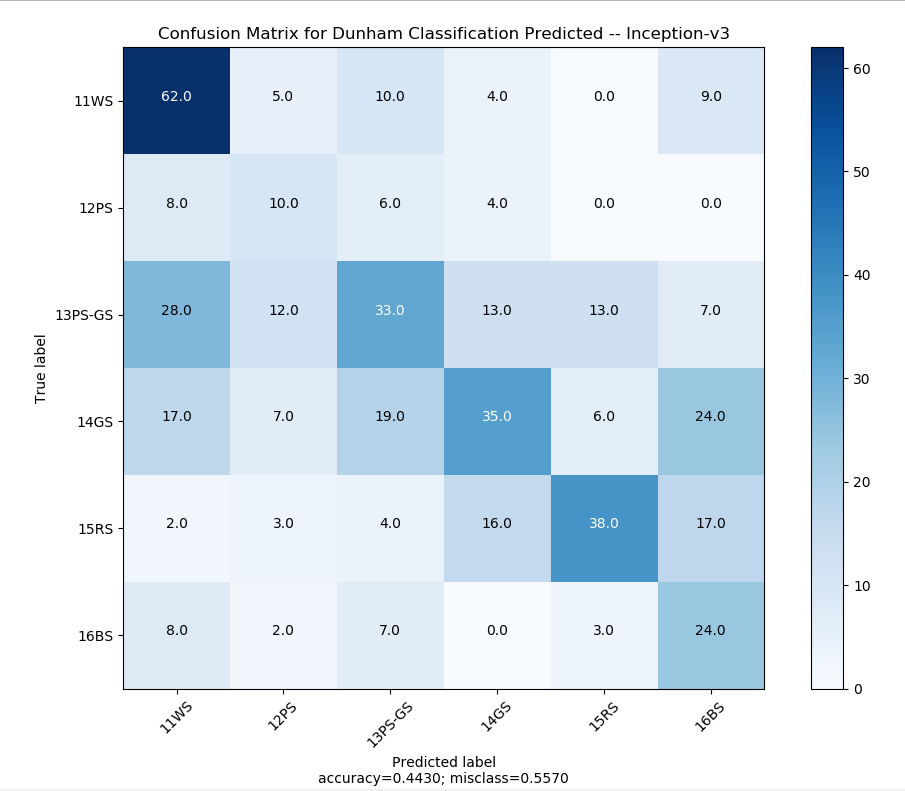 Confusion Matrix for Dunham Classification Predicted -- Inception-v3
11WS 62.0 5.0 10.0 4.0 0.0 9.0
12PS 8.0 10.0 6.0 4.0 0.0 0.0
13PS-GS 28.0 12.0 33.0 13.0 13.0 7.0
14GS 17.0 7.0 19.0 35.0 6.0 24.0
15RS 2.0 3.0 4.0 16.0 38.0 17.0
16BS 8.0 2.0 7.0 0.0 3.0 24.0
True label
11WS 12PS 13PS-GS 14GS 15RS 16BS
Predicted label
accuracy=0.4430; misclass=0.5570
60
50
40
30
20
10
0